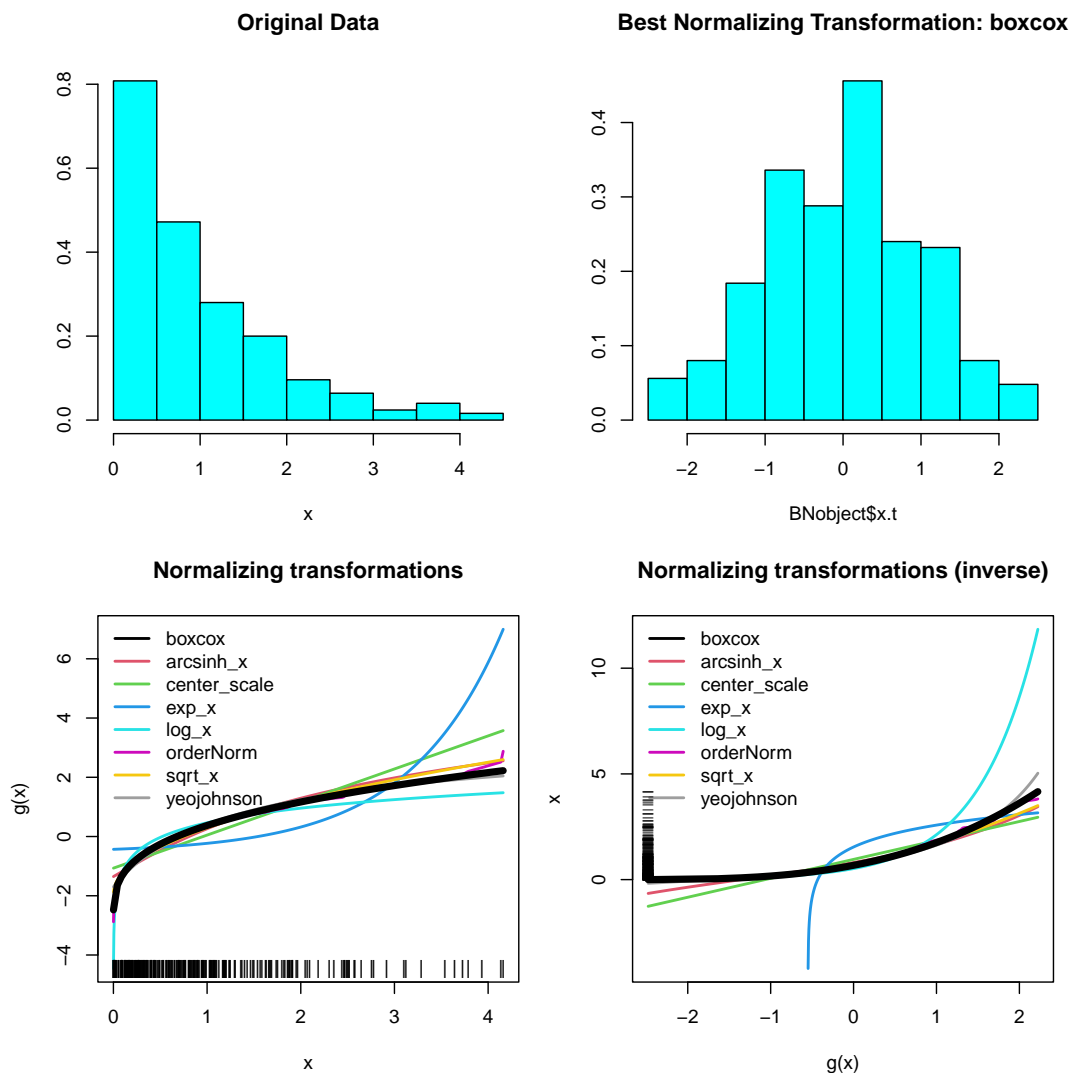 Original Data
0.0
0.2
0.4
0.6
0.8
0
1
2
3
4
x
Best Normalizing Transformation: boxcox
0.0
0.1
0.2
0.3
0.4
−2
−1
0
1
2
BNobject$x.t
Normalizing transformations
g(x)
−4
−2
0
2
4
6
boxcox
arcsinh_x
center_scale
exp_x
log_x
orderNorm
sqrt_x
yeojohnson
0
1
2
3
4
x
Normalizing transformations (inverse)
x
0
5
10
boxcox
arcsinh_x
center_scale
exp_x
log_x
orderNorm
sqrt_x
yeojohnson
−2
−1
0
1
2
g(x)